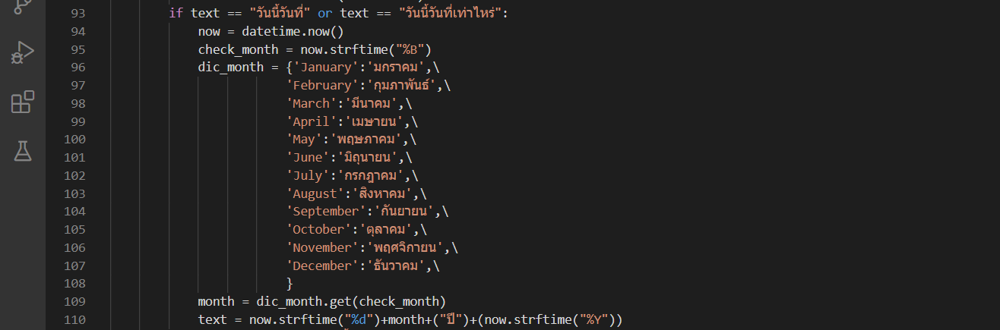 93 if text == "วันนี้วันที่" or text == "วันนี้วันที่เท่าไหร่":
94 now = datetime.now()
95 check_month = now.strftime("%B")
96 dic_month = {'January':'มกราคม',\
97 'February':'กุมภาพันธ์',\
98 'March':'มีนาคม',\
99 'April':'เมษายน',\
100 'May':'พฤษภาคม',\
101 'June':'มิถุนายน',\
102 'July':'กรกฎาคม',\
103 'August':'สิงหาคม',\
104 'September':'กันยายน',\
105 'October':'ตุลาคม',\
106 'November':'พฤศจิกายน',\
107 'December':'ธันวาคม',\
108 }
109 month = dic_month.get(check_month)
110 text = now.strftime("%d")+month+("ปี")+(now.strftime("%Y"))